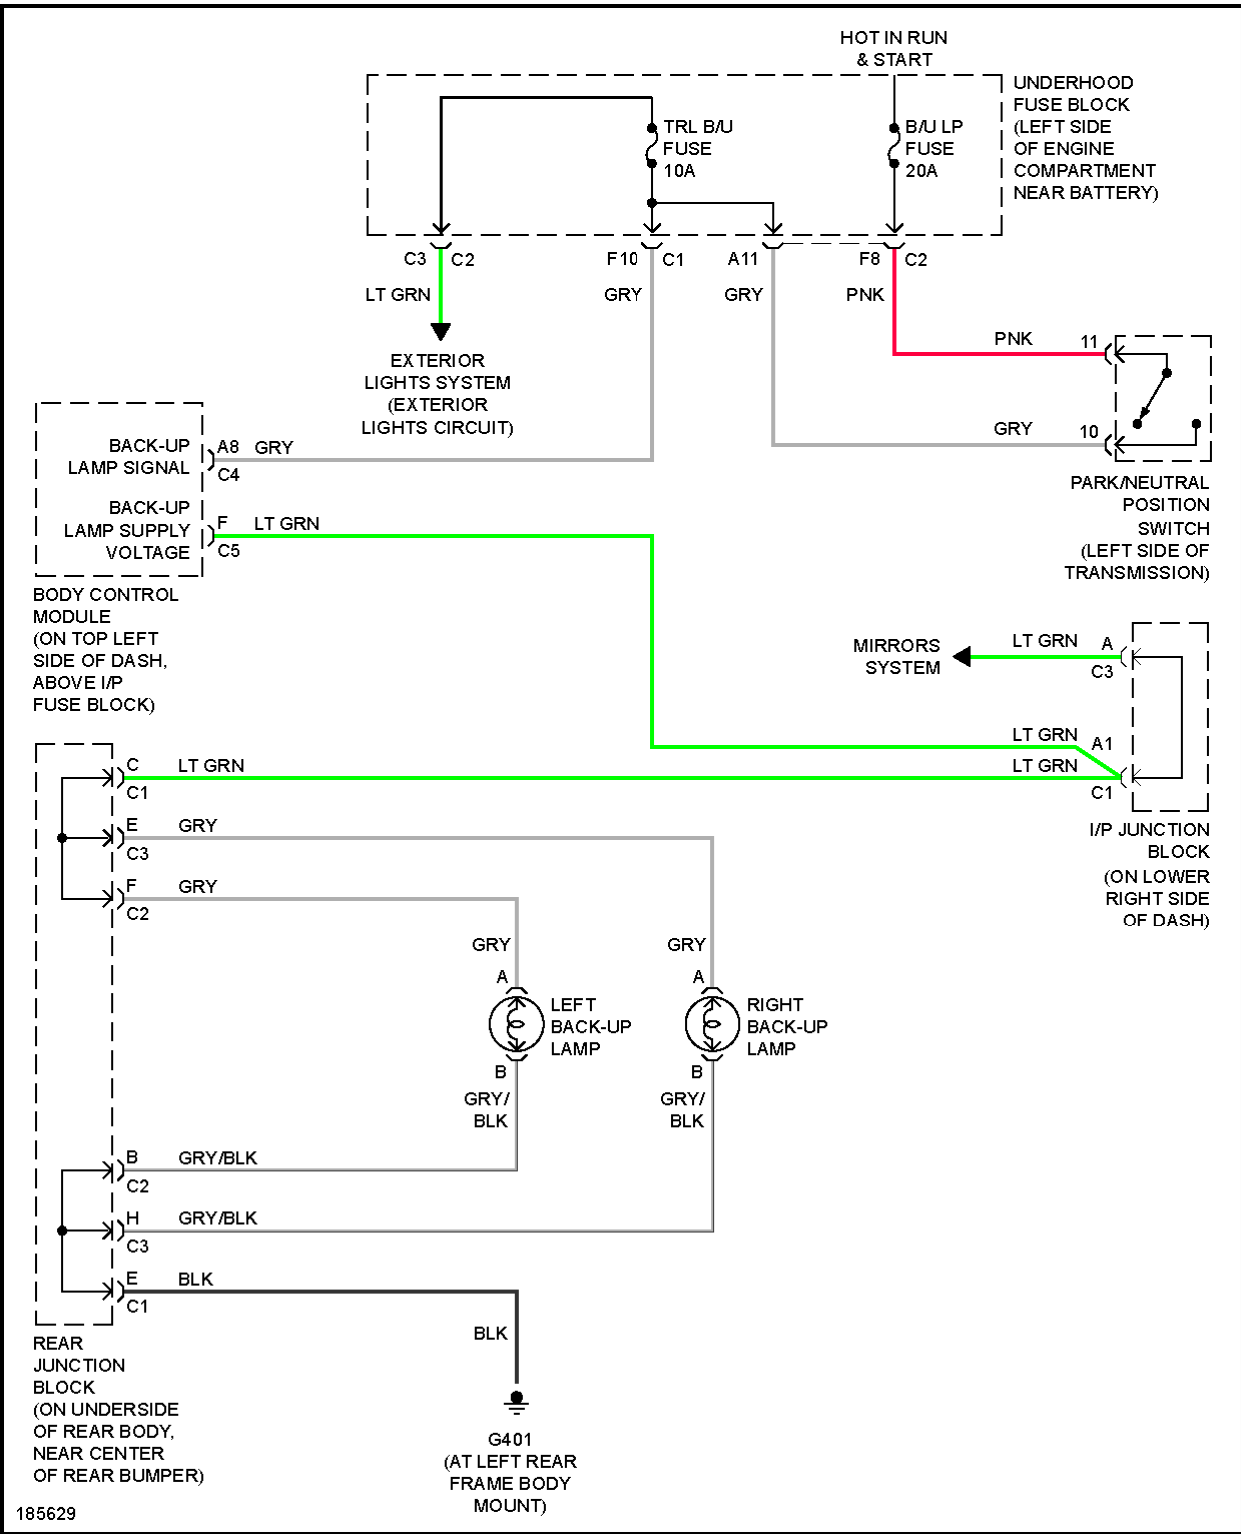 HOT IN RUN
& START
UNDERHOOD
FUSE BLOCK
(LEFT SIDE
OF ENGINE
COMPARTMENT
NEAR BATTERY)
TRL B/U
FUSE
10A
B/U LP
FUSE
20A
C3 C2
F10 C1
A11
F8 C2
LT GRN
GRY
GRY
PNK
EXTERIOR
LIGHTS SYSTEM
(EXTERIOR
LIGHTS CIRCUIT)
PNK 11
GRY 10
PARK/NEUTRAL
POSITION
SWITCH
(LEFT SIDE OF
TRANSMISSION)
BACK-UP
LAMP SIGNAL
A8 GRY
C4
BACK-UP
LAMP SUPPLY
VOLTAGE
F LT GRN
C5
BODY CONTROL
MODULE
(ON TOP LEFT
SIDE OF DASH,
ABOVE I/P
FUSE BLOCK)
MIRRORS
SYSTEM
LT GRN A
C3
LT GRN A1
LT GRN
C1
I/P JUNCTION
BLOCK
(ON LOWER
RIGHT SIDE
OF DASH)
C LT GRN
C1
E GRY
C3
F GRY
C2
GRY
A
LEFT
BACK-UP
LAMP
B
GRY/
BLK
GRY
A
RIGHT
BACK-UP
LAMP
B
GRY/
BLK
B GRY/BLK
C2
H GRY/BLK
C3
E BLK
C1
BLK
REAR
JUNCTION
BLOCK
(ON UNDERSIDE
OF REAR BODY,
NEAR CENTER
OF REAR BUMPER)
G401
(AT LEFT REAR
FRAME BODY
MOUNT)
185629